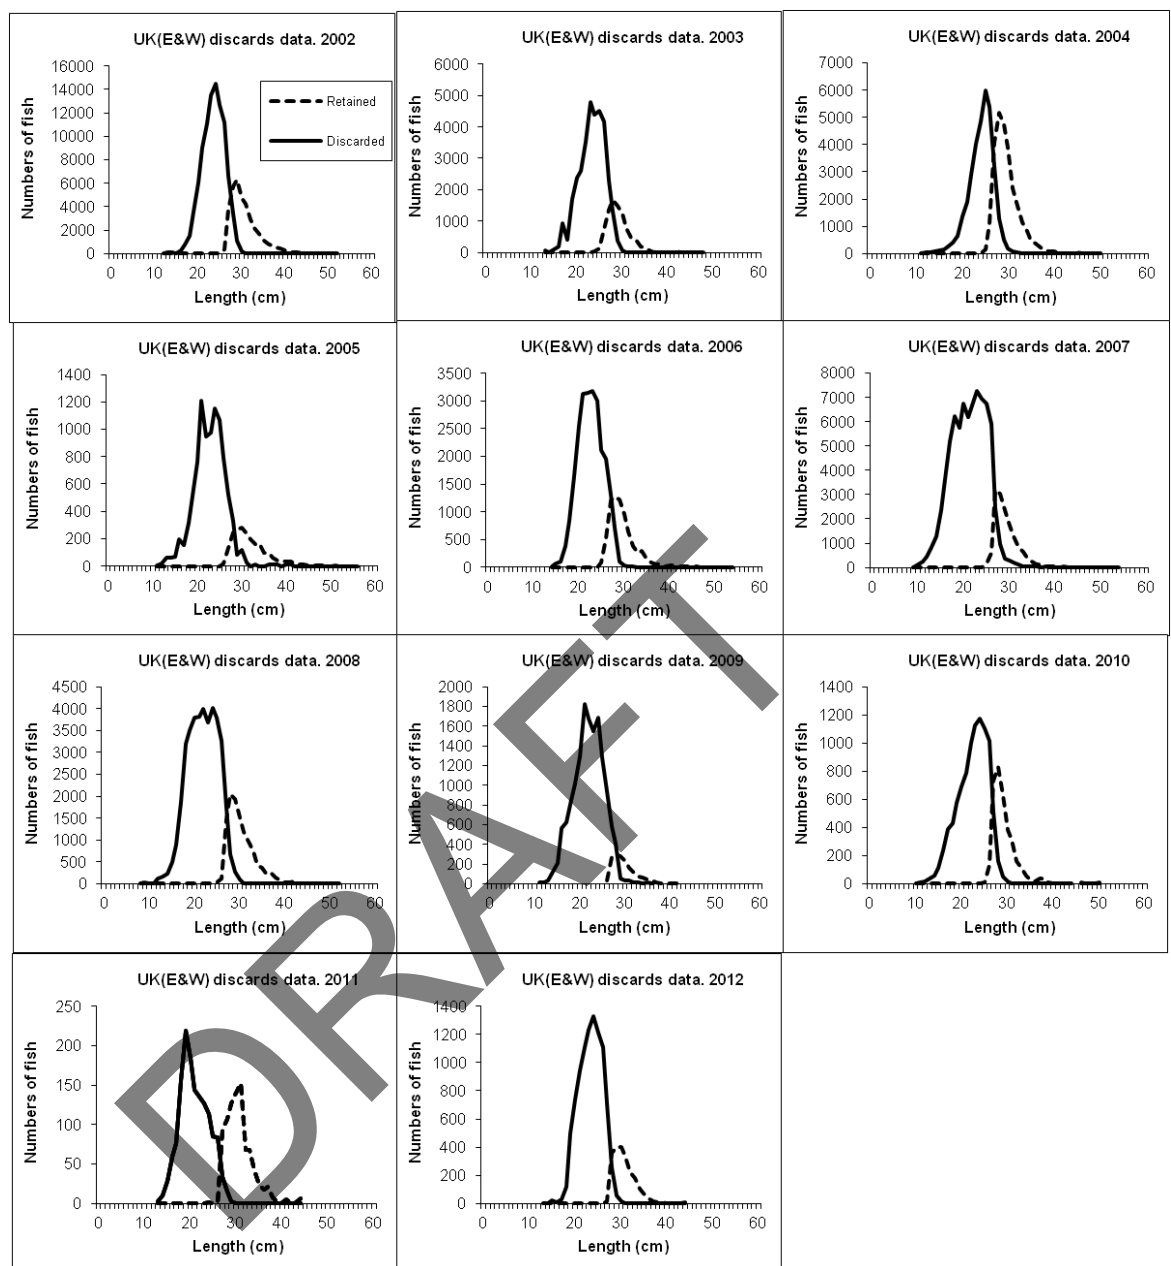 UK(E&W) discards data. 2002
16000
14000
12000
10000
8000
6000
4000
2000
0
Numbers of fish
Retained
Discarded
0 10 20 30 40 50 60
Length (cm)
UK(E&W) discards data. 2003
6000
5000
4000
3000
2000
1000
0
Numbers of fish
0 10 20 30 40 50 60
Length (cm)
UK(E&W) discards data. 2004
7000
6000
5000
4000
3000
2000
1000
0
Numbers of fish
0 10 20 30 40 50 60
Length (cm)
UK(E&W) discards data. 2005
1400
1200
1000
800
600
400
200
0
Numbers of fish
0 10 20 30 40 50 60
Length (cm)
UK(E&W) discards data. 2006
3500
3000
2500
2000
1500
1000
500
0
Numbers of fish
0 10 20 30 40 50 60
Length (cm)
UK(E&W) discards data. 2007
8000
7000
6000
5000
4000
3000
2000
1000
0
Numbers of fish
0 10 20 30 40 50 60
Length (cm)
UK(E&W) discards data. 2008
4500
4000
3500
3000
2500
2000
1500
1000
500
0
Numbers of fish
0 10 20 30 40 50 60
Length (cm)
UK(E&W) discards data. 2009
2000
1800
1600
1400
1200
1000
800
600
400
200
0
Numbers of fish
0 10 20 30 40 50 60
Length (cm)
UK(E&W) discards data. 2010
1400
1200
1000
800
600
400
200
0
Numbers of fish
0 10 20 30 40 50 60
Length (cm)
UK(E&W) discards data. 2011
250
200
150
100
50
0
Numbers of fish
0 10 20 30 40 50 60
Length (cm)
UK(E&W) discards data. 2012
1400
1200
1000
800
600
400
200
0
Numbers of fish
0 10 20 30 40 50 60
Length (cm)
DRAFT